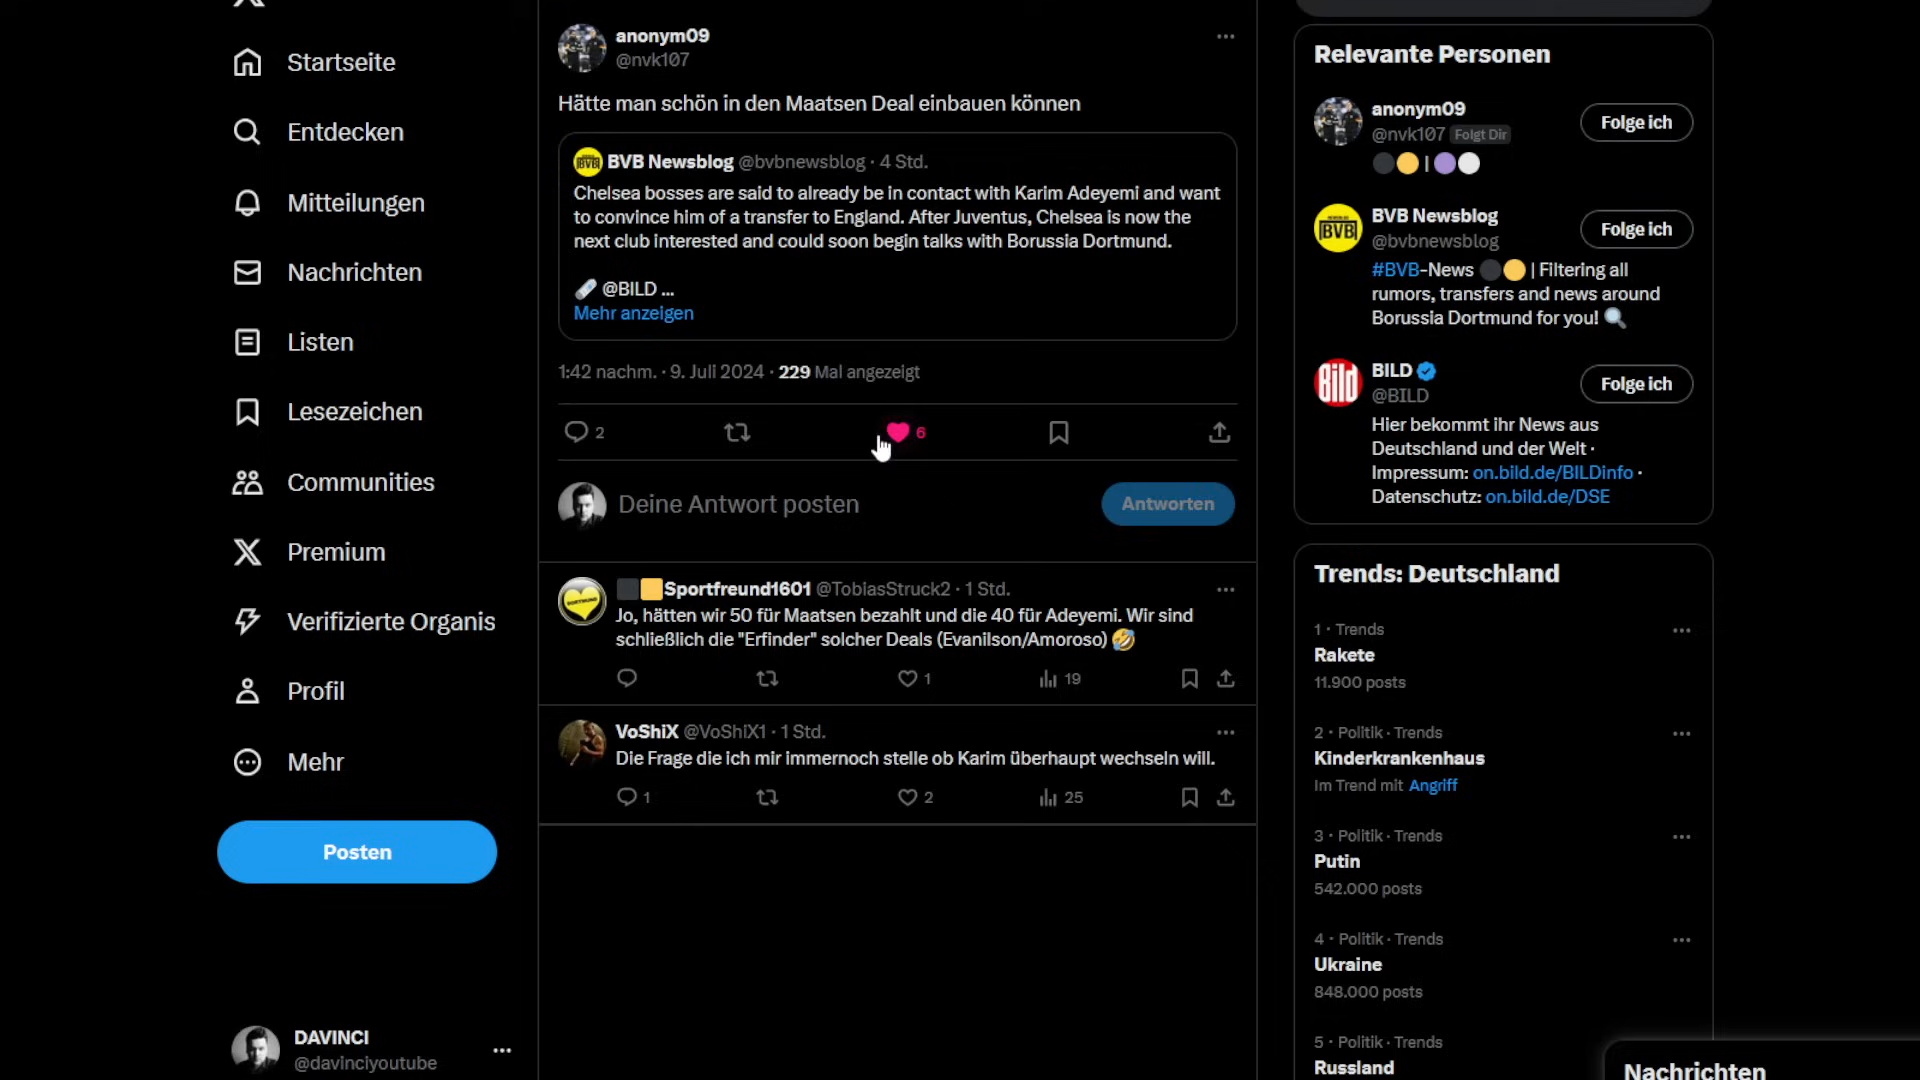 Startseite
Entdecken
Mitteilungen
Nachrichten
Listen
Lesezeichen
Communities
Premium
Verifizierte Organis
Profil
Mehr
Posten
DAVINCI
@davinciyoutube
anonym09
@nvk107
Hätte man schön in den Maatsen Deal einbauen können
BVB Newsblog @bvbnewsblog · 4 Std.
Chelsea bosses are said to already be in contact with Karim Adeyemi and want
to convince him of a transfer to England. After Juventus, Chelsea is now the
next club interested and could soon begin talks with Borussia Dortmund.
🗞️ @BILD ...
Mehr anzeigen
1:42 nachm. · 9. Juli 2024 · 229 Mal angezeigt
2
6
Deine Antwort posten
Antworten
Sportfreund1601 @TobiasStruck2 · 1 Std.
Jo, hätten wir 50 für Maatsen bezahlt und die 40 für Adeyemi. Wir sind
schließlich die "Erfinder" solcher Deals (Evanilson/Amoroso) 🤣
1
19
VoShiX @VoShiX1 · 1 Std.
Die Frage die ich mir immernoch stelle ob Karim überhaupt wechseln will.
1
2
25
Relevante Personen
anonym09
@nvk107 Folgt Dir
Folge ich
⚫🟡 | 🟣⚪
BVB Newsblog
@bvbnewsblog
Folge ich
#BVB-News ⚫🟡 | Filtering all
rumors, transfers and news around
Borussia Dortmund for you! 🔍
Bild
BILD
@BILD
Folge ich
Hier bekommt ihr News aus
Deutschland und der Welt ·
Impressum: on.bild.de/BILDinfo ·
Datenschutz: on.bild.de/DSE
Trends: Deutschland
1 · Trends
Rakete
11.900 posts
2 · Politik · Trends
Kinderkrankenhaus
Im Trend mit Angriff
3 · Politik · Trends
Putin
542.000 posts
4 · Politik · Trends
Ukraine
848.000 posts
5 · Politik · Trends
Russland
Nachrichten